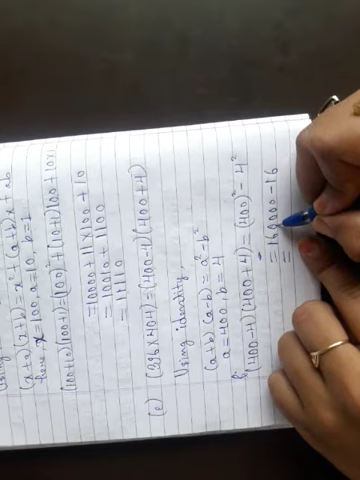 Using
(x+a)(x+b) = x²+(a+b)x+ab
here x=100, a=10, b=1
(100+10)(100+1)=(100)²+(10+1)100+10×1
=10000+11×100+10
=10010+1100
=11110
(e) (396×404)=(400-4)(400+4)
Using identity,
(a+b)(a-b)=a²-b²
a=400, b=4
(400-4)(400+4)=(400)²-4²
=160000-16
=